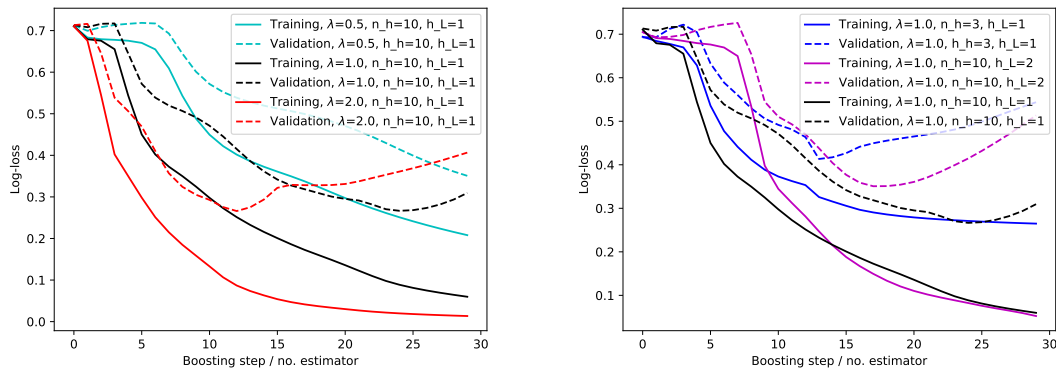 Training, λ=0.5, n_h=10, h_L=1
Validation, λ=0.5, h_h=10, h_L=1
Training, λ=1.0, n_h=10, h_L=1
Validation, λ=1.0, n_h=10, h_L=1
Training, λ=2.0, n_h=10, h_L=1
Validation, λ=2.0, n_h=10, h_L=1
0.7
0.6
0.5
0.4
0.3
0.2
0.1
0.0
Log-loss
0 5 10 15 20 25 30
Boosting step / no. estimator
Training, λ=1.0, n_h=3, h_L=1
Validation, λ=1.0, h_h=3, h_L=1
Training, λ=1.0, n_h=10, h_L=2
Validation, λ=1.0, n_h=10, h_L=2
Training, λ=1.0, n_h=10, h_L=1
Validation, λ=1.0, n_h=10, h_L=1
0.7
0.6
0.5
0.4
0.3
0.2
0.1
Log-loss
0 5 10 15 20 25 30
Boosting step / no. estimator